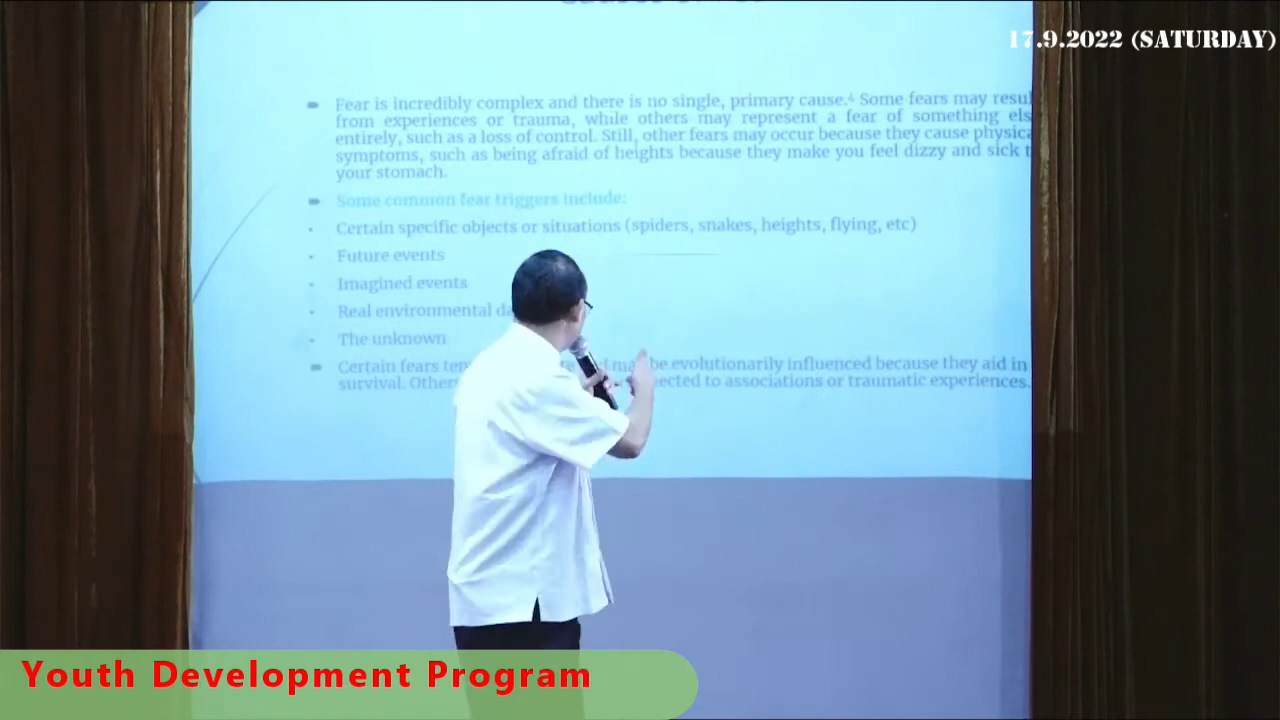 17.9.2022 (SATURDAY)
Fear is incredibly complex and there is no single, primary cause.⁴ Some fears may resul
from experiences or trauma, while others may represent a fear of something els
entirely, such as a loss of control. Still, other fears may occur because they cause physica
symptoms, such as being afraid of heights because they make you feel dizzy and sick t
your stomach.
Some common fear triggers include:
Certain specific objects or situations (spiders, snakes, heights, flying, etc)
Future events
Imagined events
Real environmental da
The unknown
Certain fears ten be evolutionarily influenced because they aid in
survival. Others to associations or traumatic experiences.
Youth Development Program